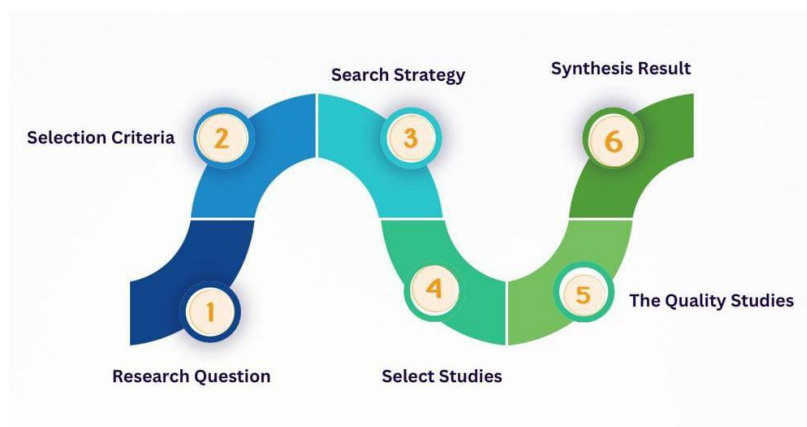 1
Research Question
2
Selection Criteria
3
Search Strategy
4
Select Studies
5
The Quality Studies
6
Synthesis Result